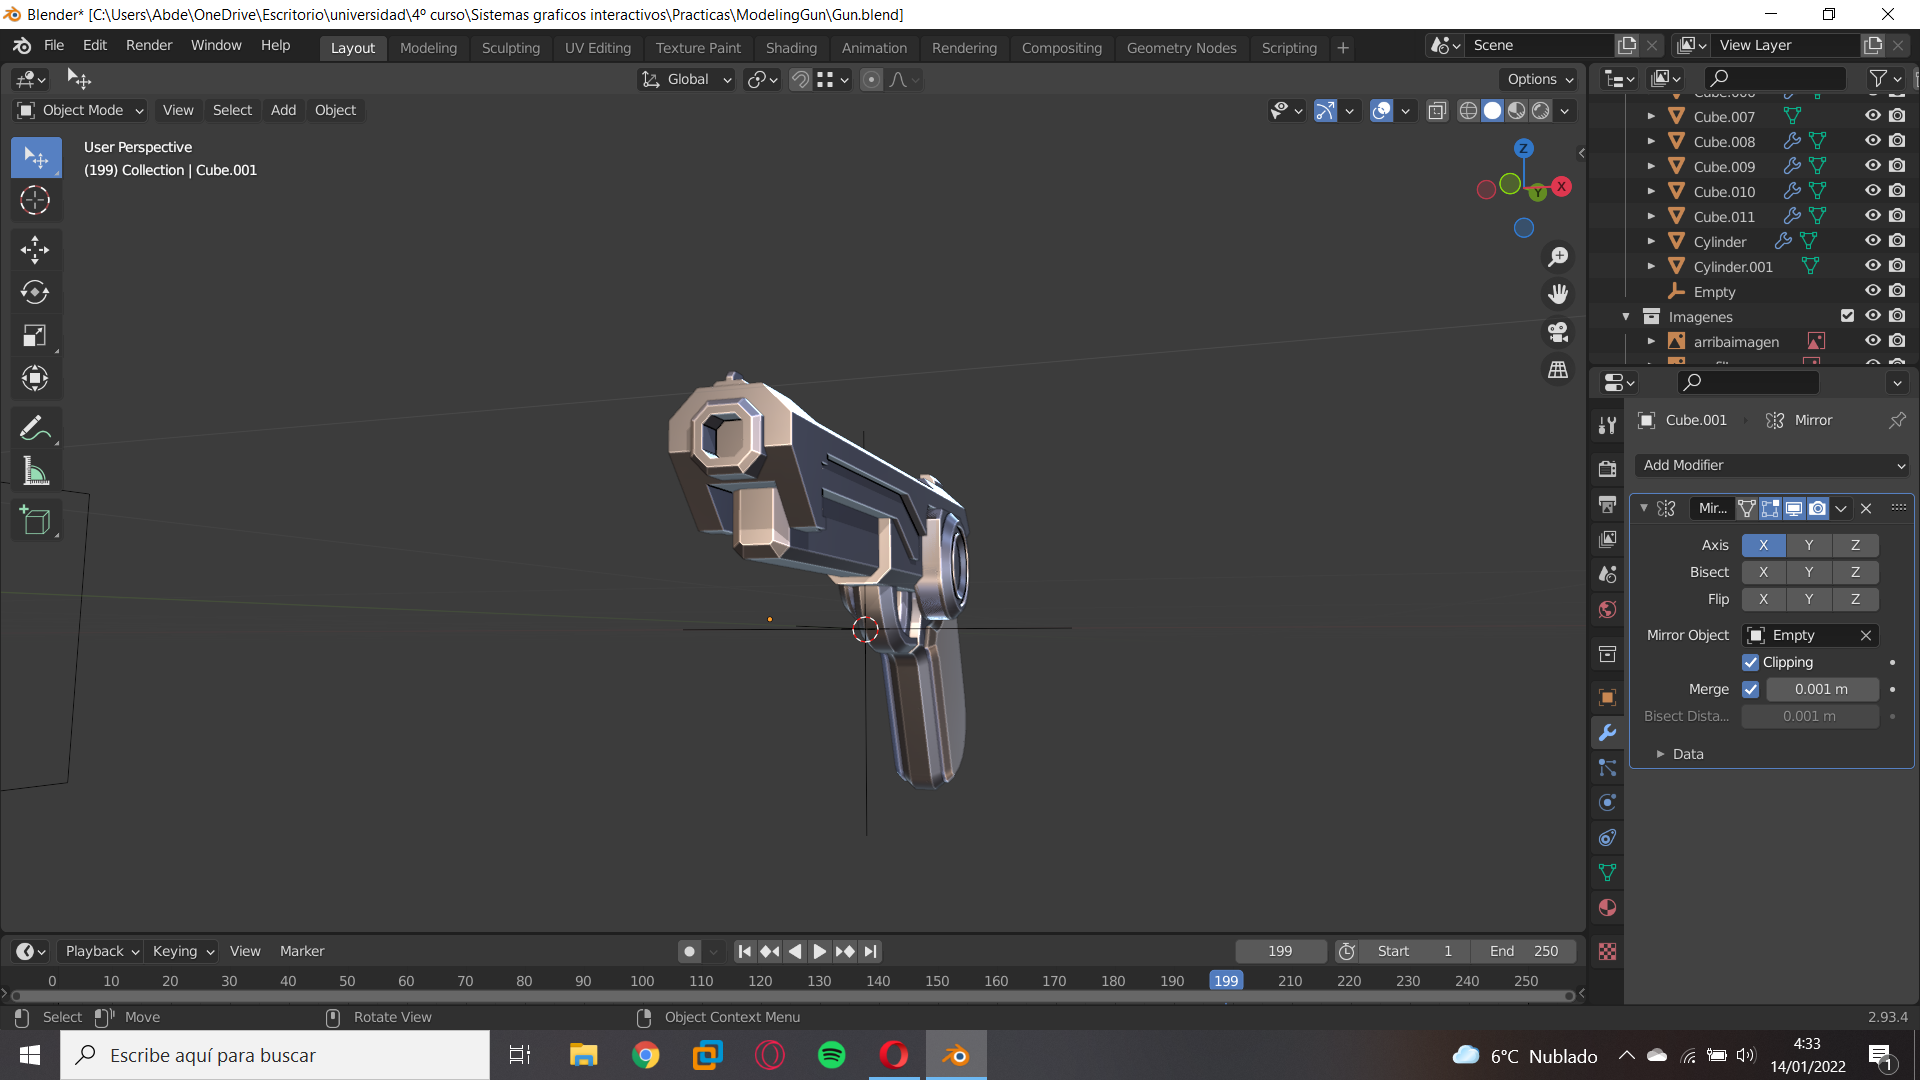 Blender* [C:\Users\Abde\OneDrive\Escritorio\universidad\4º curso\Sistemas graficos interactivos\Practicas\ModelingGun\Gun.blend]
File Edit Render Window Help Layout Modeling Sculpting UV Editing Texture Paint Shading Animation Rendering Compositing Geometry Nodes Scripting + Scene View Layer
Global Options
Object Mode View Select Add Object
User Perspective
(199) Collection | Cube.001
Z
Y
X
Cube.007
Cube.008
Cube.009
Cube.010
Cube.011
Cylinder
Cylinder.001
Empty
Imagenes
arribaimagen
Cube.001 Mirror
Add Modifier
Mir...
Axis X Y Z
Bisect X Y Z
Flip X Y Z
Mirror Object Empty
Clipping
Merge 0.001 m
Bisect Dista... 0.001 m
Data
Playback Keying View Marker 199 Start 1 End 250
0 10 20 30 40 50 60 70 80 90 100 110 120 130 140 150 160 170 180 190 199 210 220 230 240 250
Select Move Rotate View Object Context Menu 2.93.4
Escribe aquí para buscar
6°C Nublado
4:33
14/01/2022
1